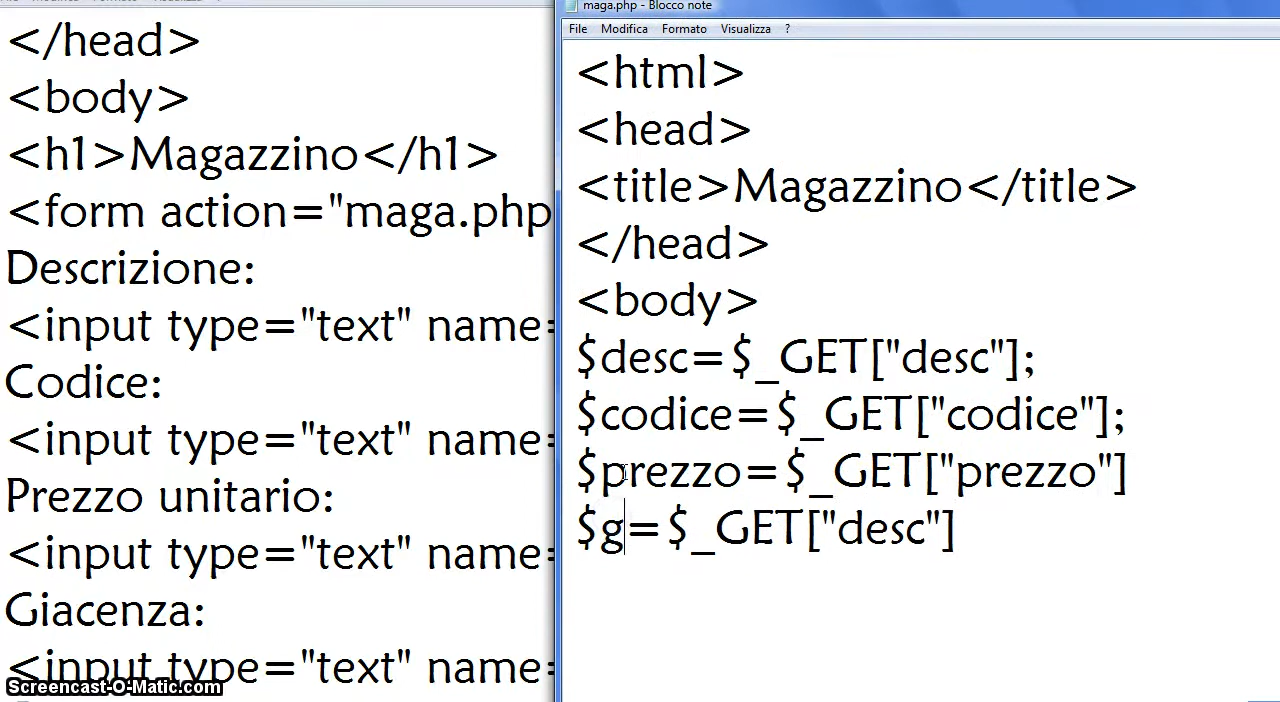 </head>
<body>
<h1>Magazzino</h1>
<form action="maga.php
Descrizione:
<input type="text" name=
Codice:
<input type="text" name=
Prezzo unitario:
<input type="text" name=
Giacenza:
<input type="text" name=
Screencast-O-Matic.com
maga.php - Blocco note
File Modifica Formato Visualizza ?
<html>
<head>
<title>Magazzino</title>
</head>
<body>
$desc=$_GET["desc"];
$codice=$_GET["codice"];
$prezzo=$_GET["prezzo"]
$g=$_GET["desc"]